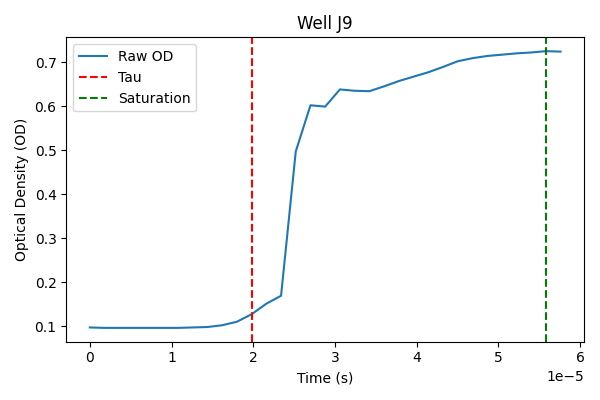 Well J9
Raw OD
Tau
Saturation
Optical Density (OD)
0.7
0.6
0.5
0.4
0.3
0.2
0.1
0 1 2 3 4 5 6
1e−5
Time (s)